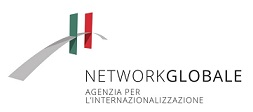 NETWORKGLOBALE
AGENZIA PER
L'INTERNAZIONALIZZAZIONE